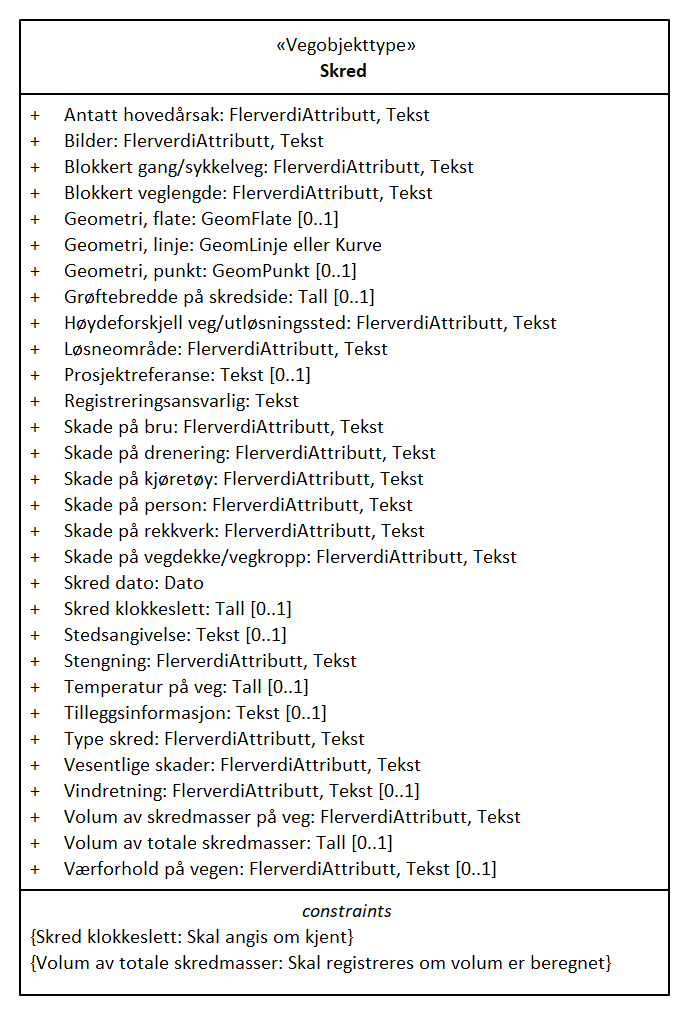 «Vegobjekttype»
Skred
+ Antatt hovedårsak: FlerverdiAttributt, Tekst
+ Bilder: FlerverdiAttributt, Tekst
+ Blokkert gang/sykkelveg: FlerverdiAttributt, Tekst
+ Blokkert veglengde: FlerverdiAttributt, Tekst
+ Geometri, flate: GeomFlate [0..1]
+ Geometri, linje: GeomLinje eller Kurve
+ Geometri, punkt: GeomPunkt [0..1]
+ Grøftebredde på skredside: Tall [0..1]
+ Høydeforskjell veg/utløsningssted: FlerverdiAttributt, Tekst
+ Løsneområde: FlerverdiAttributt, Tekst
+ Prosjektreferanse: Tekst [0..1]
+ Registreringsansvarlig: Tekst
+ Skade på bru: FlerverdiAttributt, Tekst
+ Skade på drenering: FlerverdiAttributt, Tekst
+ Skade på kjøretøy: FlerverdiAttributt, Tekst
+ Skade på person: FlerverdiAttributt, Tekst
+ Skade på rekkverk: FlerverdiAttributt, Tekst
+ Skade på vegdekke/vegkropp: FlerverdiAttributt, Tekst
+ Skred dato: Dato
+ Skred klokkeslett: Tall [0..1]
+ Stedsangivelse: Tekst [0..1]
+ Stengning: FlerverdiAttributt, Tekst
+ Temperatur på veg: Tall [0..1]
+ Tilleggsinformasjon: Tekst [0..1]
+ Type skred: FlerverdiAttributt, Tekst
+ Vesentlige skader: FlerverdiAttributt, Tekst
+ Vindretning: FlerverdiAttributt, Tekst [0..1]
+ Volum av skredmasser på veg: FlerverdiAttributt, Tekst
+ Volum av totale skredmasser: Tall [0..1]
+ Værforhold på vegen: FlerverdiAttributt, Tekst [0..1]
constraints
{Skred klokkeslett: Skal angis om kjent}
{Volum av totale skredmasser: Skal registreres om volum er beregnet}